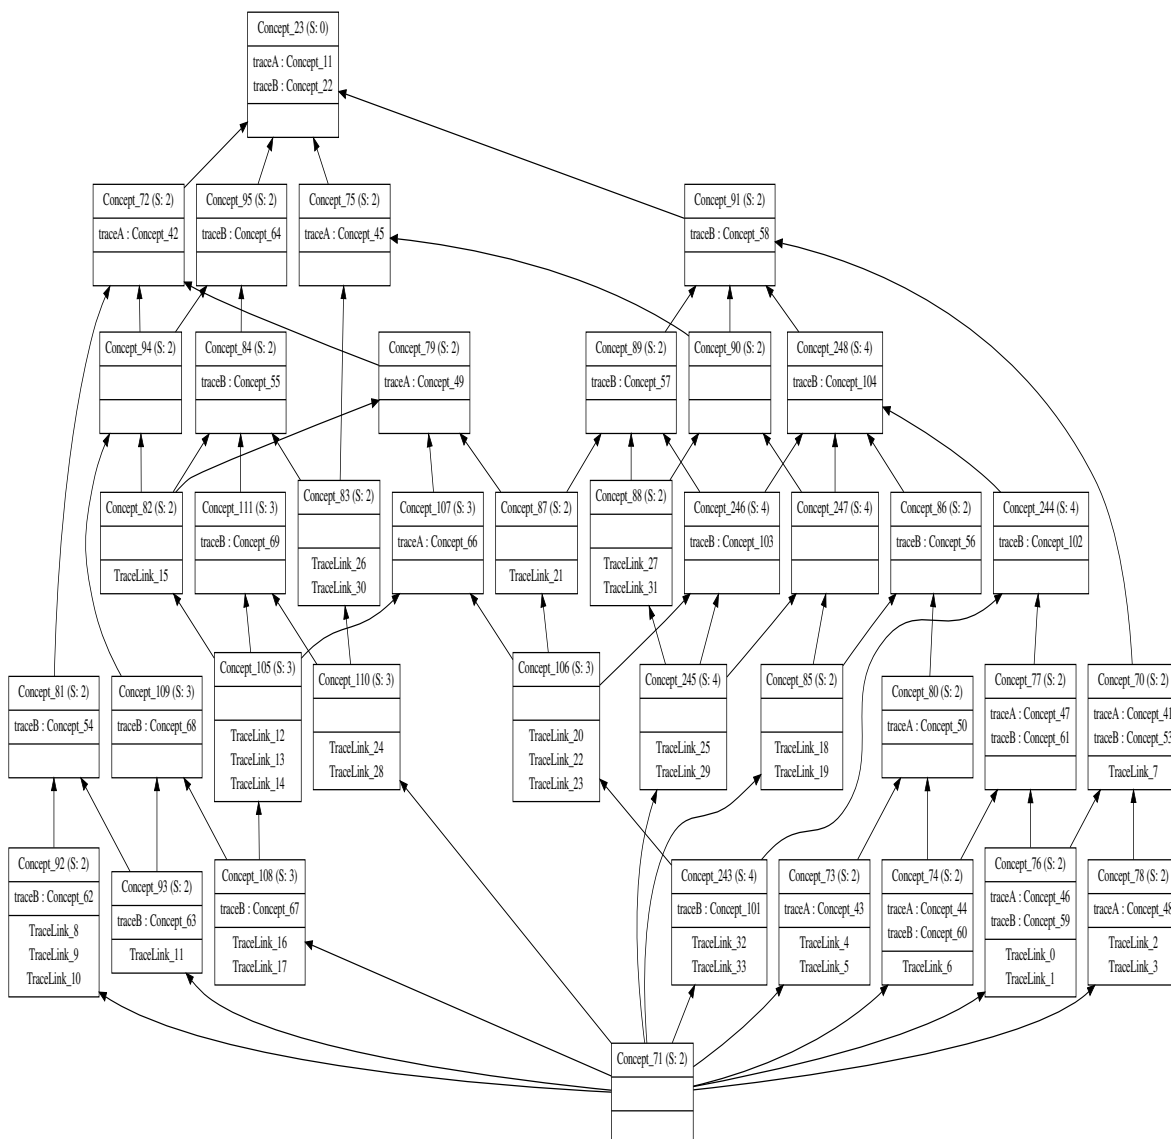 Concept_23 (S: 0)
traceA : Concept_11
traceB : Concept_22
Concept_72 (S: 2)
traceA : Concept_42
Concept_95 (S: 2)
traceB : Concept_64
Concept_75 (S: 2)
traceA : Concept_45
Concept_91 (S: 2)
traceB : Concept_58
Concept_94 (S: 2)
Concept_84 (S: 2)
traceB : Concept_55
Concept_79 (S: 2)
traceA : Concept_49
Concept_89 (S: 2)
traceB : Concept_57
Concept_90 (S: 2)
Concept_248 (S: 4)
traceB : Concept_104
Concept_82 (S: 2)
TraceLink_15
Concept_111 (S: 3)
traceB : Concept_69
Concept_83 (S: 2)
TraceLink_26
TraceLink_30
Concept_107 (S: 3)
traceA : Concept_66
Concept_87 (S: 2)
TraceLink_21
Concept_88 (S: 2)
TraceLink_27
TraceLink_31
Concept_246 (S: 4)
traceB : Concept_103
Concept_247 (S: 4)
Concept_86 (S: 2)
traceB : Concept_56
Concept_244 (S: 4)
traceB : Concept_102
Concept_81 (S: 2)
traceB : Concept_54
Concept_109 (S: 3)
traceB : Concept_68
Concept_105 (S: 3)
TraceLink_12
TraceLink_13
TraceLink_14
Concept_110 (S: 3)
TraceLink_24
TraceLink_28
Concept_106 (S: 3)
TraceLink_20
TraceLink_22
TraceLink_23
Concept_245 (S: 4)
TraceLink_25
TraceLink_29
Concept_85 (S: 2)
TraceLink_18
TraceLink_19
Concept_80 (S: 2)
traceA : Concept_50
Concept_77 (S: 2)
traceA : Concept_47
traceB : Concept_61
Concept_70 (S: 2)
traceA : Concept_41
traceB : Concept_53
TraceLink_7
Concept_92 (S: 2)
traceB : Concept_62
TraceLink_8
TraceLink_9
TraceLink_10
Concept_93 (S: 2)
traceB : Concept_63
TraceLink_11
Concept_108 (S: 3)
traceB : Concept_67
TraceLink_16
TraceLink_17
Concept_243 (S: 4)
traceB : Concept_101
TraceLink_32
TraceLink_33
Concept_73 (S: 2)
traceA : Concept_43
TraceLink_4
TraceLink_5
Concept_74 (S: 2)
traceA : Concept_44
traceB : Concept_60
TraceLink_6
Concept_76 (S: 2)
traceA : Concept_46
traceB : Concept_59
TraceLink_0
TraceLink_1
Concept_78 (S: 2)
traceA : Concept_48
TraceLink_2
TraceLink_3
Concept_71 (S: 2)